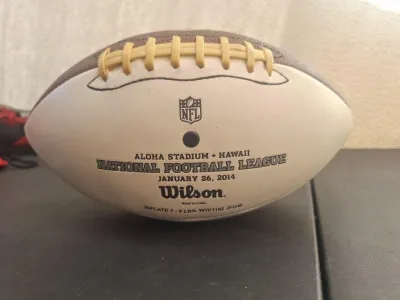 NFL
ALOHA STADIUM • HAWAII
NATIONAL FOOTBALL LEAGUE
JANUARY 26, 2014
Wilson